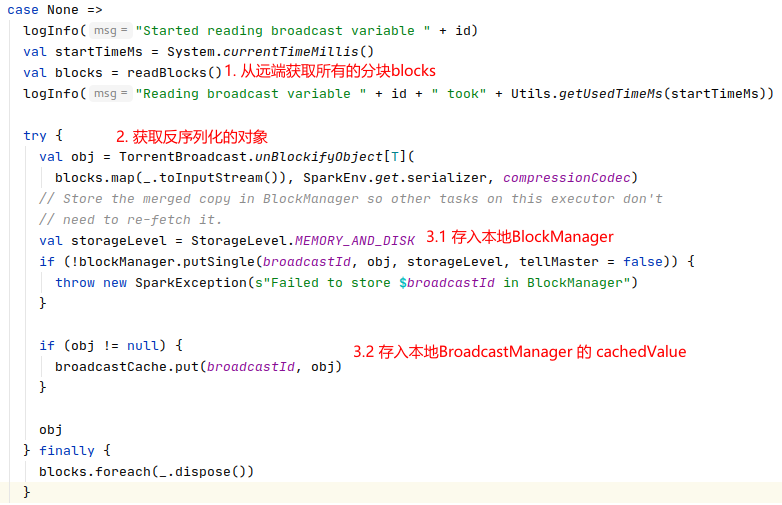 case None =>
logInfo( msg = "Started reading broadcast variable " + id)
val startTimeMs = System.currentTimeMillis()
val blocks = readBlocks() 1. 从远端获取所有的分块blocks
logInfo( msg = "Reading broadcast variable " + id + " took" + Utils.getUsedTimeMs(startTimeMs))
try { 2. 获取反序列化的对象
val obj = TorrentBroadcast.unBlockifyObject[T](
blocks.map(_.toInputStream()), SparkEnv.get.serializer, compressionCodec)
// Store the merged copy in BlockManager so other tasks on this executor don't
// need to re-fetch it.
val storageLevel = StorageLevel.MEMORY_AND_DISK 3.1 存入本地BlockManager
if (!blockManager.putSingle(broadcastId, obj, storageLevel, tellMaster = false)) {
throw new SparkException(s"Failed to store $broadcastId in BlockManager")
}
if (obj != null) { 3.2 存入本地BroadcastManager 的 cachedValue
broadcastCache.put(broadcastId, obj)
}
obj
} finally {
blocks.foreach(_.dispose())
}